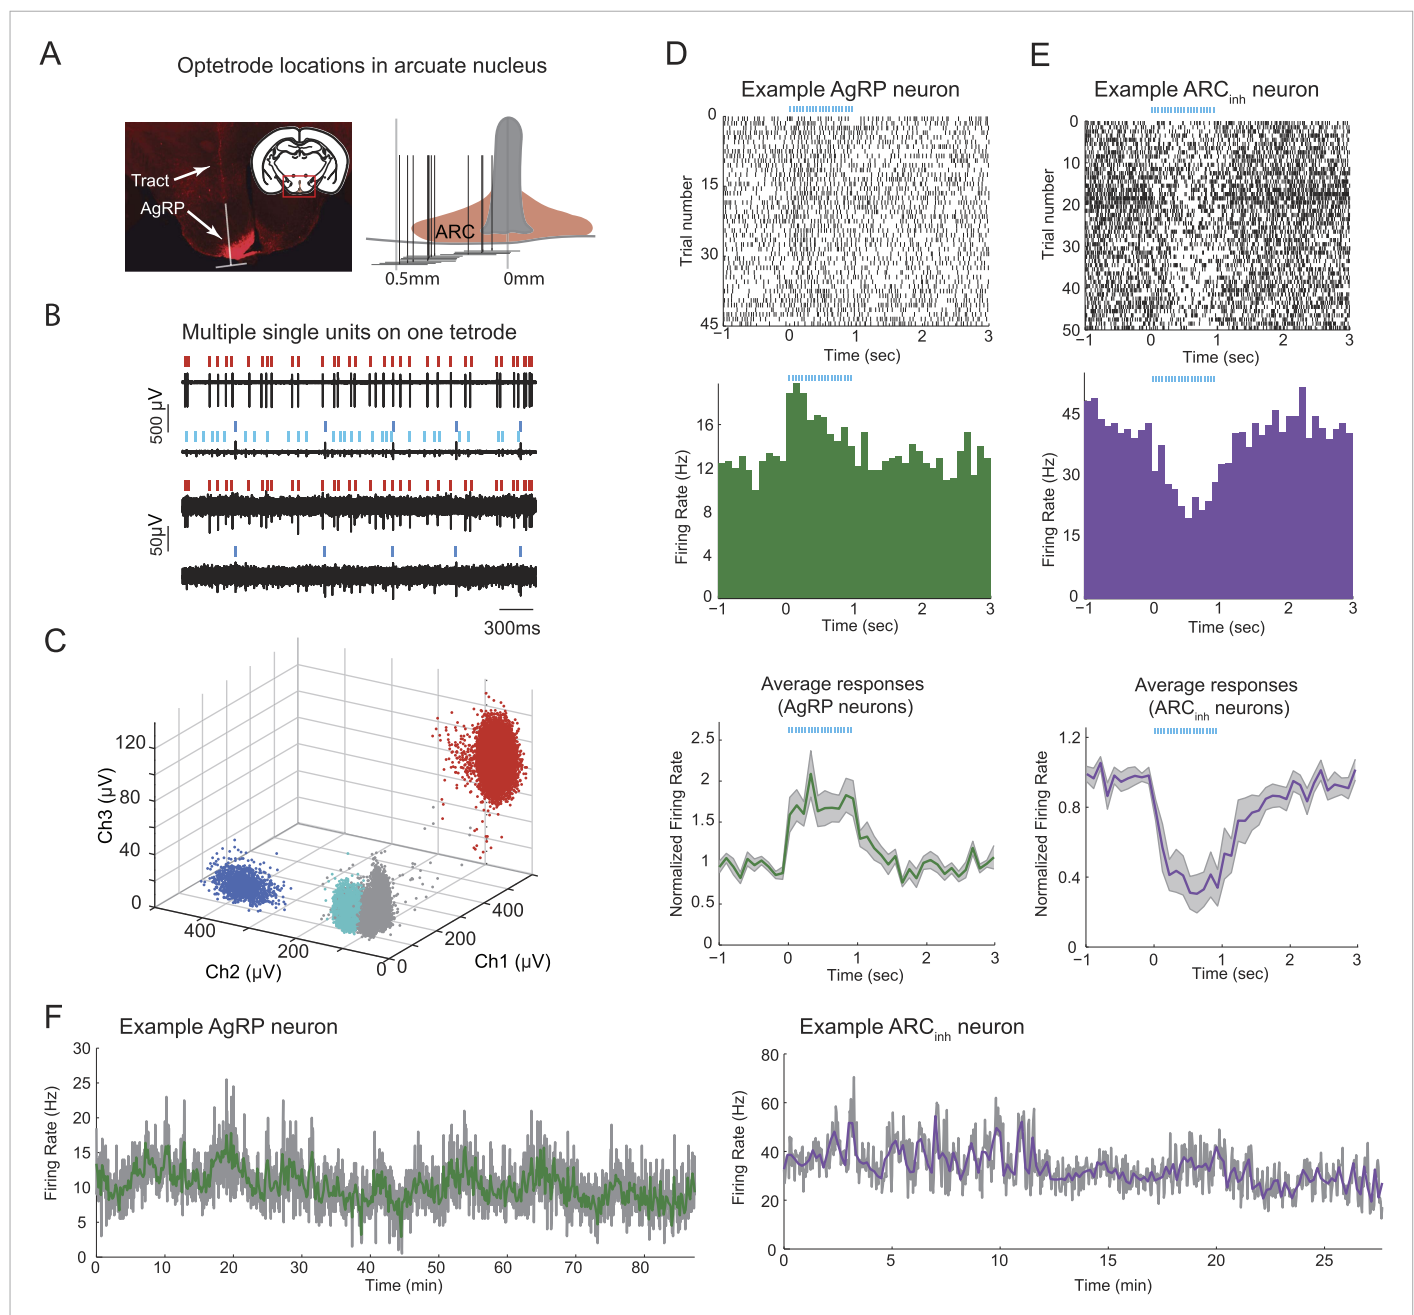 A
Optetrode locations in arcuate nucleus
Tract
AgRP
ARC
0.5mm
0mm
B
Multiple single units on one tetrode
500 µV
50µV
300ms
C
120
80
40
0
Ch3 (µV)
400
200
0
Ch2 (µV)
0
200
400
Ch1 (µV)
D
Example AgRP neuron
0
15
30
45
Trial number
−1
0
1
2
3
Time (sec)
16
12
8
4
0
Firing Rate (Hz)
−1
0
1
2
3
Time (sec)
Average responses
(AgRP neurons)
2.5
2
1.5
1
0.5
0
Normalized Firing Rate
−1
0
1
2
3
Time (sec)
E
Example ARCinh neuron
0
10
20
30
40
50
Trial number
−1
0
1
2
3
Time (sec)
45
30
15
0
Firing Rate (Hz)
−1
0
1
2
3
Time (sec)
Average responses
(ARCinh neurons)
1.2
0.8
0.4
0
Normalized Firing Rate
−1
0
1
2
3
Time (sec)
F
Example AgRP neuron
30
25
20
15
10
5
0
Firing Rate (Hz)
0
10
20
30
40
50
60
70
80
Time (min)
Example ARCinh neuron
80
60
40
20
0
Firing Rate (Hz)
0
5
10
15
20
25
Time (min)